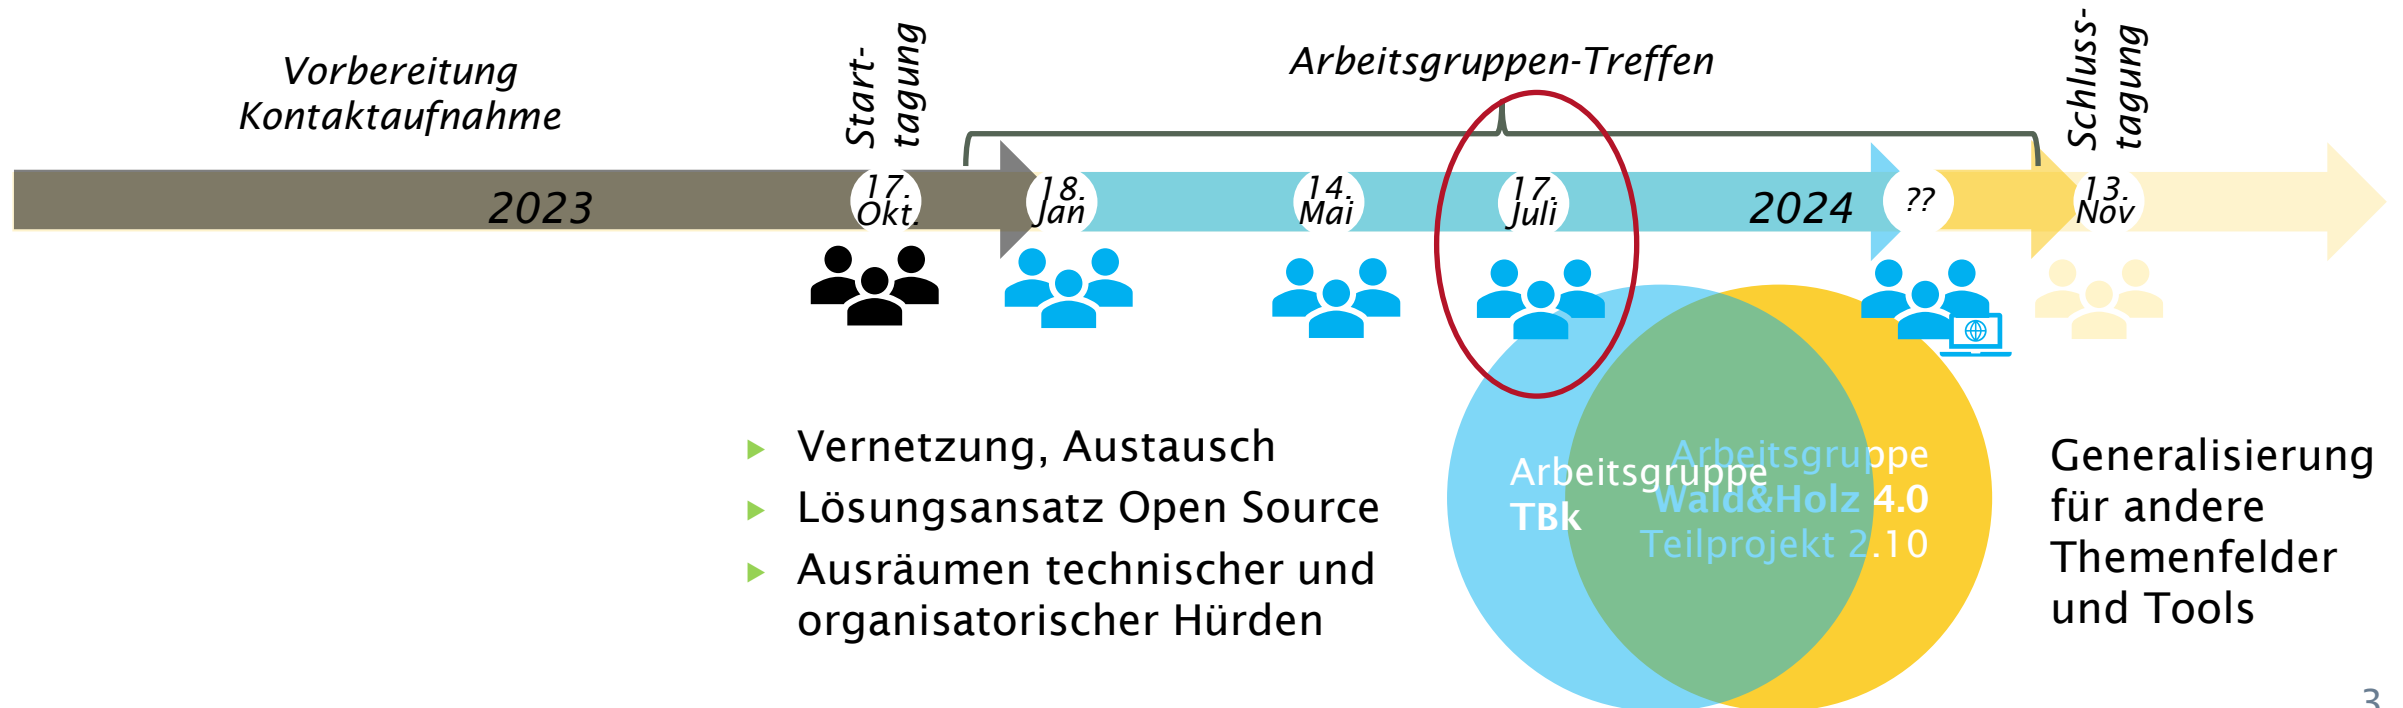 Vorbereitung
Kontaktaufnahme
Start-
tagung
Arbeitsgruppen-Treffen
Schluss-
tagung
2023
17.
Okt.
18.
Jan
14.
Mai
17.
Juli
2024
??
13.
Nov
Vernetzung, Austausch
Lösungsansatz Open Source
Ausräumen technischer und
organisatorischer Hürden
Arbeitsgruppe
TBk
Arbeitsgruppe
Wald&Holz 4.0
Teilprojekt 2.10
Generalisierung
für andere
Themenfelder
und Tools
3